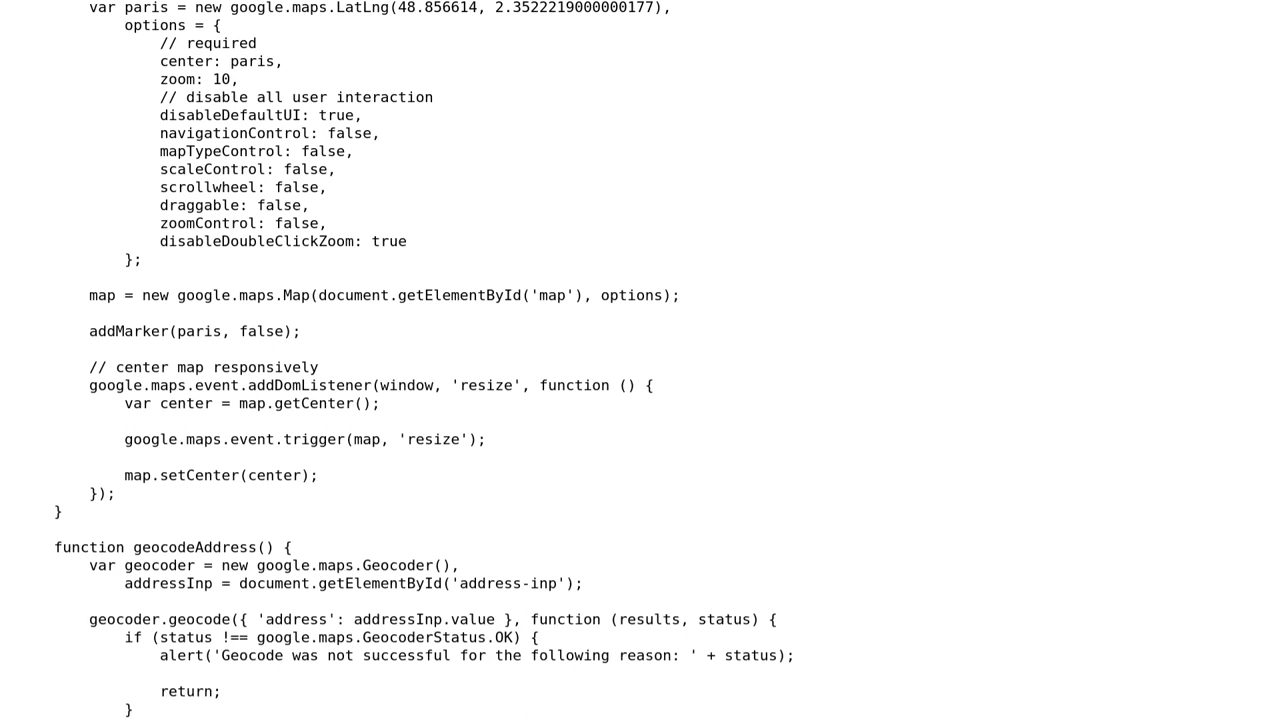 var paris = new google.maps.LatLng(48.856614, 2.3522219000000177),
        options = {
            // required
            center: paris,
            zoom: 10,
            // disable all user interaction
            disableDefaultUI: true,
            navigationControl: false,
            mapTypeControl: false,
            scaleControl: false,
            scrollwheel: false,
            draggable: false,
            zoomControl: false,
            disableDoubleClickZoom: true
        };

    map = new google.maps.Map(document.getElementById('map'), options);

    addMarker(paris, false);

    // center map responsively
    google.maps.event.addDomListener(window, 'resize', function () {
        var center = map.getCenter();

        google.maps.event.trigger(map, 'resize');

        map.setCenter(center);
    });
}

function geocodeAddress() {
    var geocoder = new google.maps.Geocoder(),
        addressInp = document.getElementById('address-inp');

    geocoder.geocode({ 'address': addressInp.value }, function (results, status) {
        if (status !== google.maps.GeocoderStatus.OK) {
            alert('Geocode was not successful for the following reason: ' + status);

            return;
        }